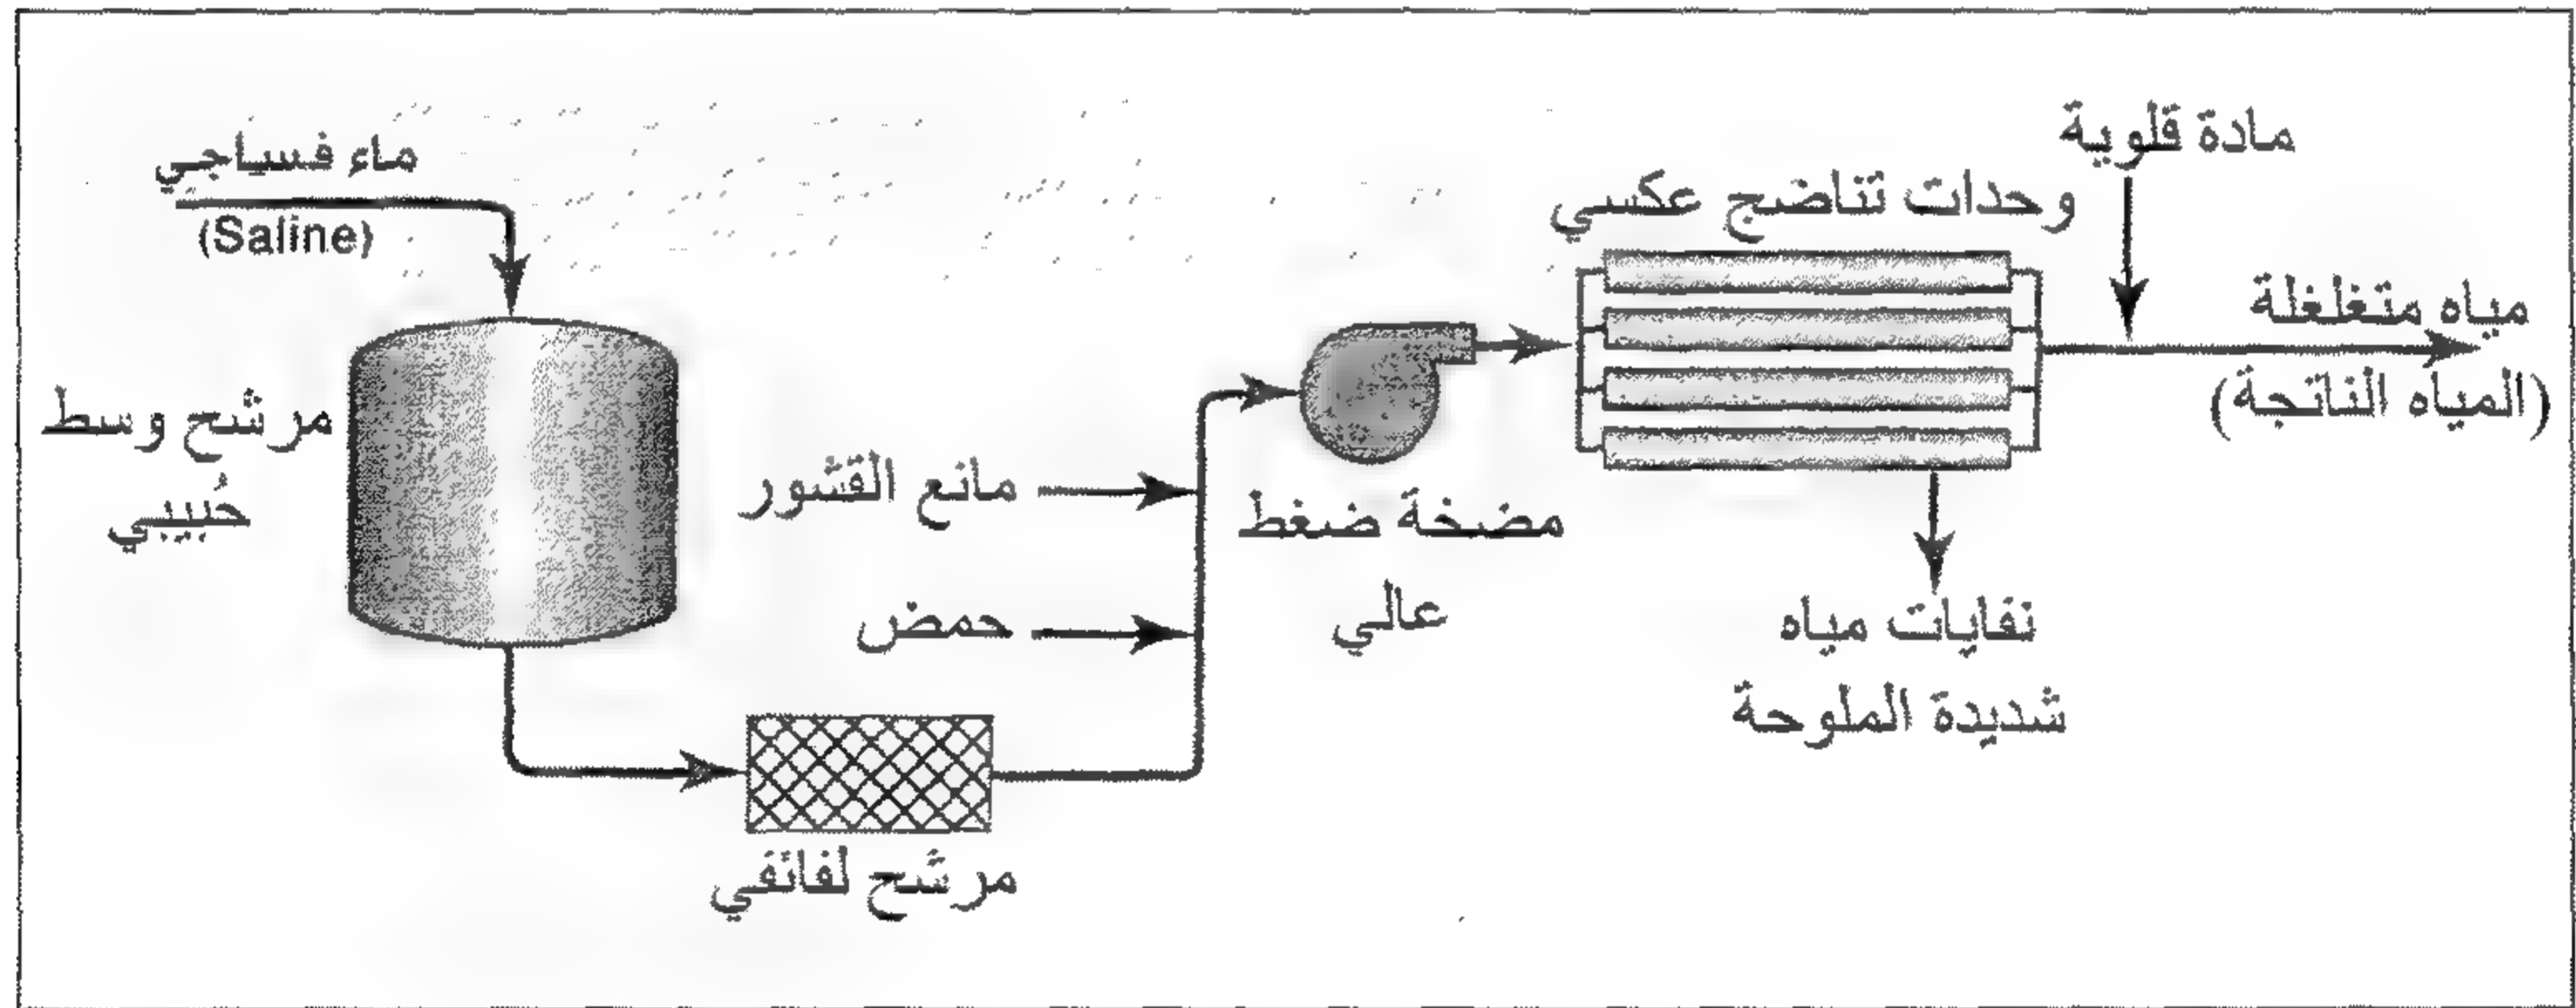 ماء فسياجي
(Saline)
مرشح وسط
حُبيبي
مانع القشور
حمض
مرشح لفائفي
مضخة ضغط
عالي
وحدات تناضج عكسي
مادة قلوية
مياه متغلغلة
(المياه الناتجة)
نفايات مياه
شديدة الملوحة